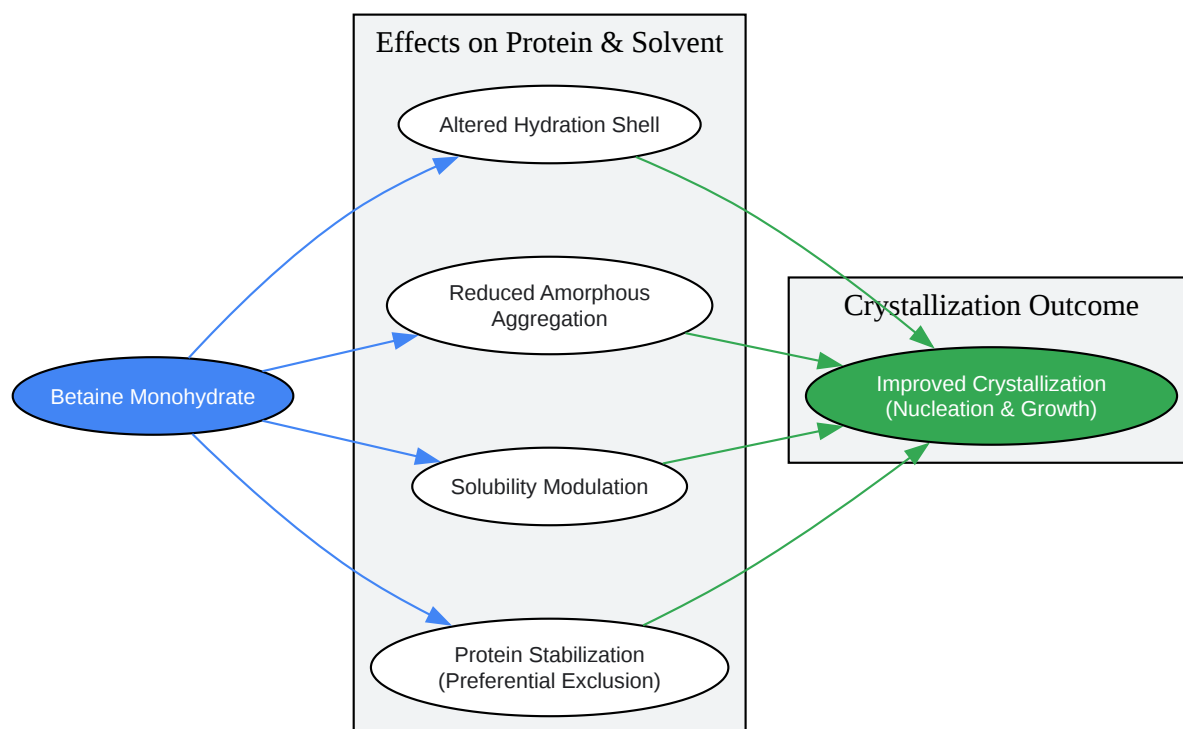 Effects on Protein & Solvent
Altered Hydration Shell
Reduced Amorphous
Aggregation
Crystallization Outcome
Betaine Monohydrate
Improved Crystallization
(Nucleation & Growth)
Solubility Modulation
Protein Stabilization
(Preferential Exclusion)